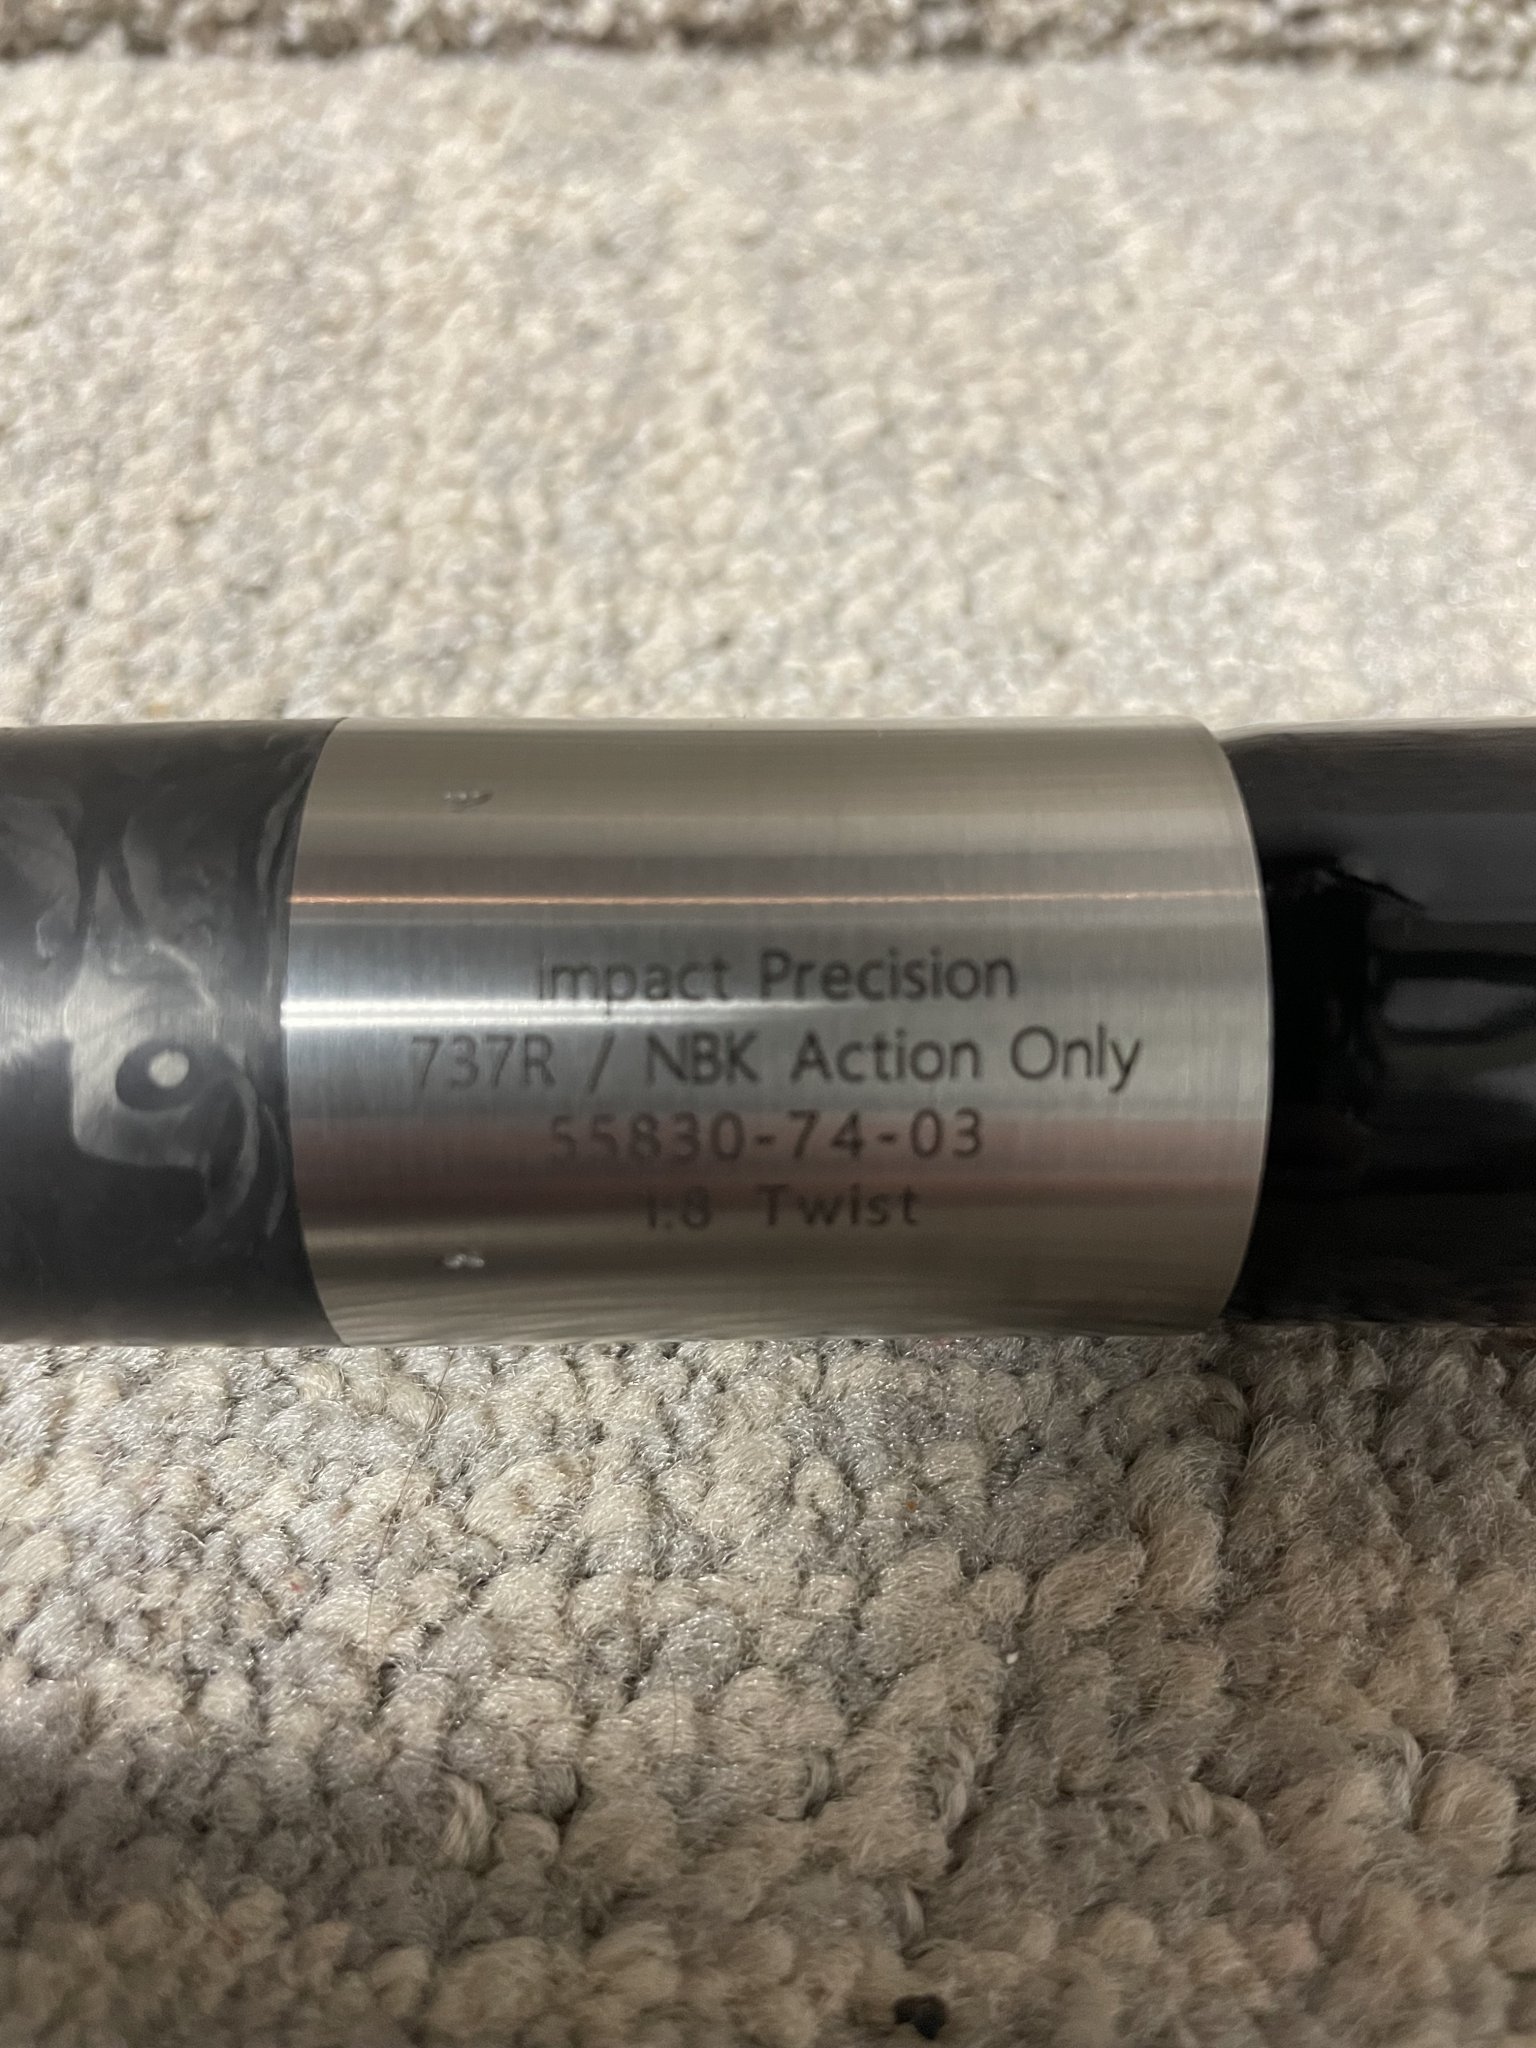 Impact Precision
737R / NBK Action Only
55830-74-03
1:8 Twist